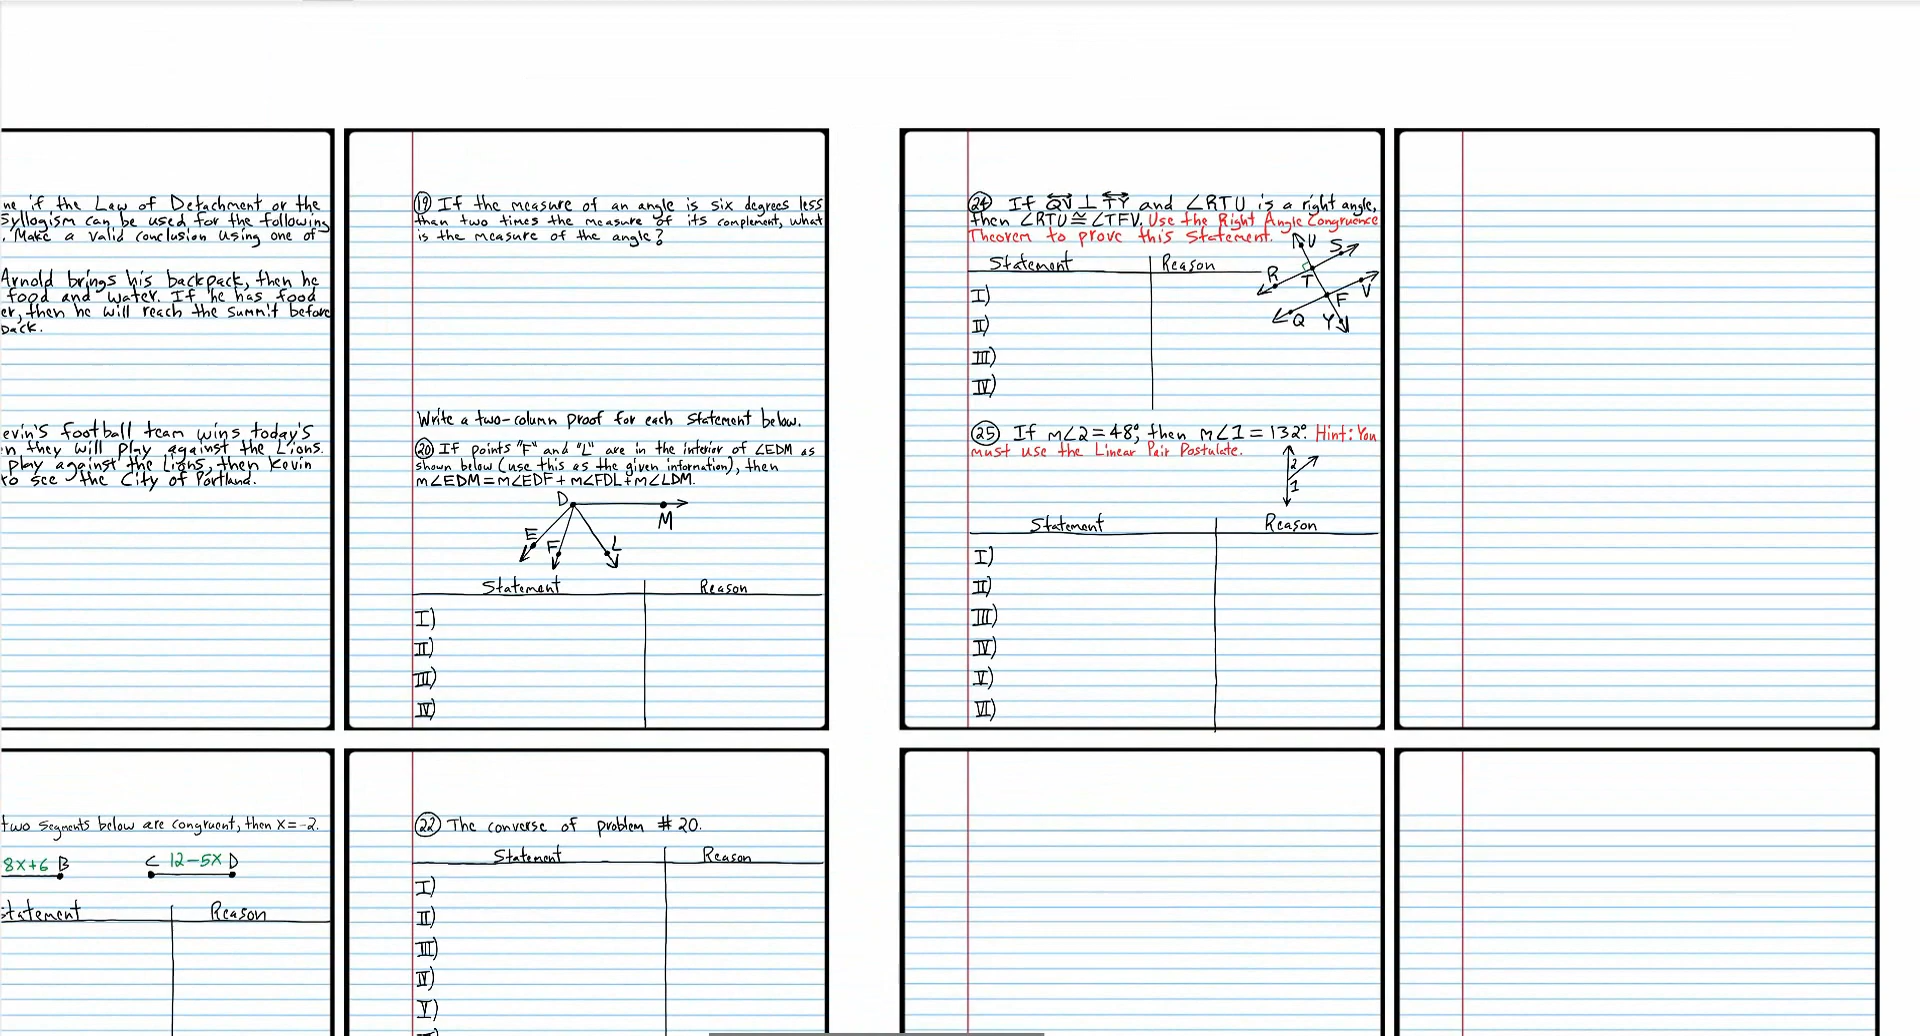 ne if the Law of Detachment or the
Syllogism can be used for the following
. Make a valid conclusion using one of
Arnold brings his backpack, then he
food and water. If he has food
er, then he will reach the summit before
evin's football team wins today's
n they will play against the Lions.
play against the Lions, then Kevin
to see the City of Portland.
19 If the measure of an angle is six degrees less
than two times the measure of its complement, what
is the measure of the angle?
Write a two-column proof for each statement below.
20 If points "F" and "L" are in the interior of ∠EDM as
shown below (use this as the given information), then
m∠EDM = m∠EDF + m∠FDL + m∠LDM.
D
M
E
F
L
Statement Reason
I)
II)
III)
IV)
24 If QV ⊥ TY and ∠RTU is a right angle,
then ∠RTU ≅ ∠TFV. Use the Right Angle Congruence
Theorem to prove this statement.
U S
R T
V
F
Q Y
Statement Reason
I)
II)
III)
IV)
25 If m∠2 = 48°, then m∠1 = 132°. Hint: You
must use the Linear Pair Postulate.
2
1
Statement Reason
I)
II)
III)
IV)
V)
VI)
two segments below are congruent, then x = -2.
8x+6 B C 12-5x D
Statement Reason
22 The converse of problem # 20.
Statement Reason
I)
II)
III)
IV)
V)